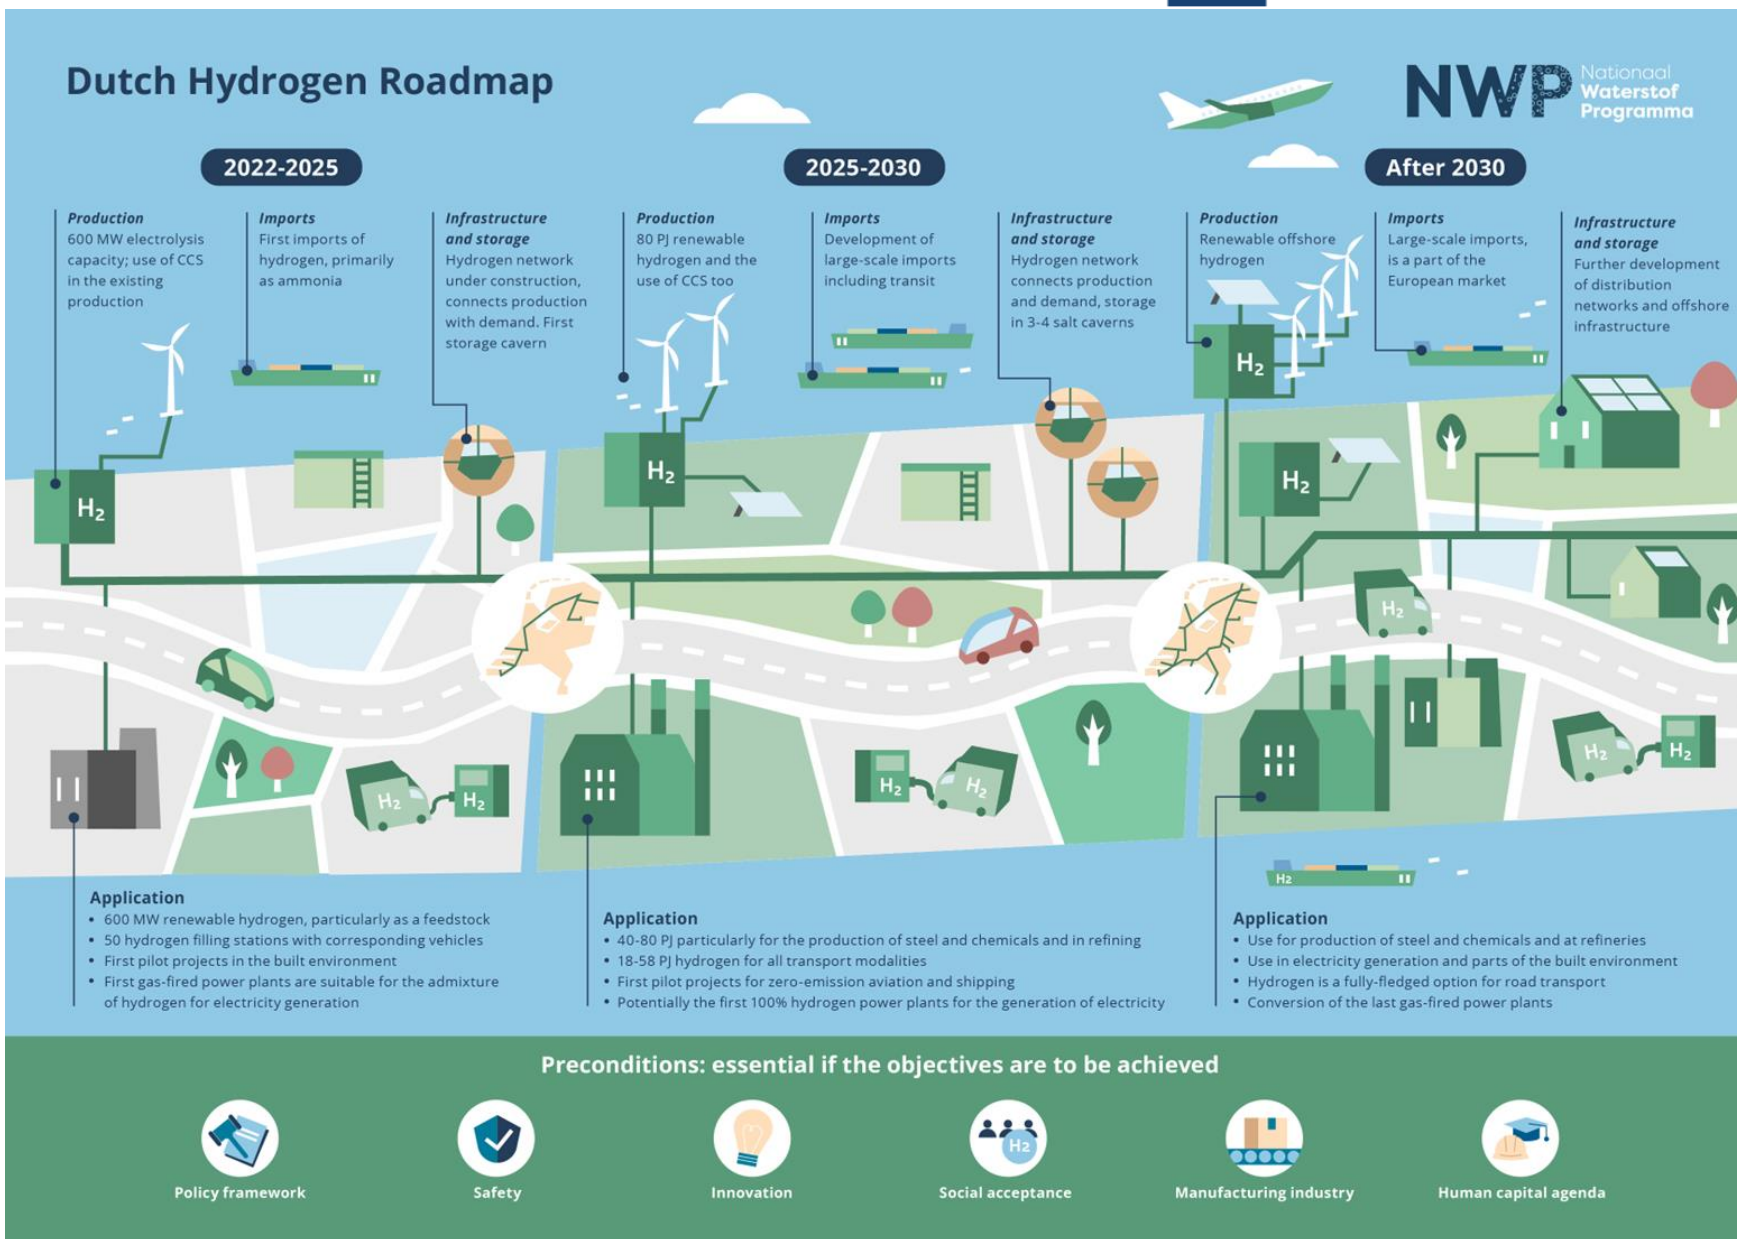 Dutch Hydrogen Roadmap
NWP
Nationaal
Waterstof
Programma
2022-2025
Production
600 MW electrolysis
capacity; use of CCS
in the existing
production
Imports
First imports of
hydrogen, primarily
as ammonia
Infrastructure
and storage
Hydrogen network
under construction,
connects production
with demand. First
storage cavern
2025-2030
Production
80 PJ renewable
hydrogen and the
use of CCS too
Imports
Development of
large-scale imports
including transit
Infrastructure
and storage
Hydrogen network
connects production
and demand, storage
in 3-4 salt caverns
After 2030
Production
Renewable offshore
hydrogen
Imports
Large-scale imports,
is a part of the
European market
Infrastructure
and storage
Further development
of distribution
networks and offshore
infrastructure
H₂
H₂
H₂
H₂
H₂
H₂
H₂
H₂
H₂
H₂
H₂
H2
Application
• 600 MW renewable hydrogen, particularly as a feedstock
• 50 hydrogen filling stations with corresponding vehicles
• First pilot projects in the built environment
• First gas-fired power plants are suitable for the admixture
of hydrogen for electricity generation
Application
• 40-80 PJ particularly for the production of steel and chemicals and in refining
• 18-58 PJ hydrogen for all transport modalities
• First pilot projects for zero-emission aviation and shipping
• Potentially the first 100% hydrogen power plants for the generation of electricity
Application
• Use for production of steel and chemicals and at refineries
• Use in electricity generation and parts of the built environment
• Hydrogen is a fully-fledged option for road transport
• Conversion of the last gas-fired power plants
Preconditions: essential if the objectives are to be achieved
Policy framework
Safety
Innovation
H2
Social acceptance
Manufacturing industry
Human capital agenda